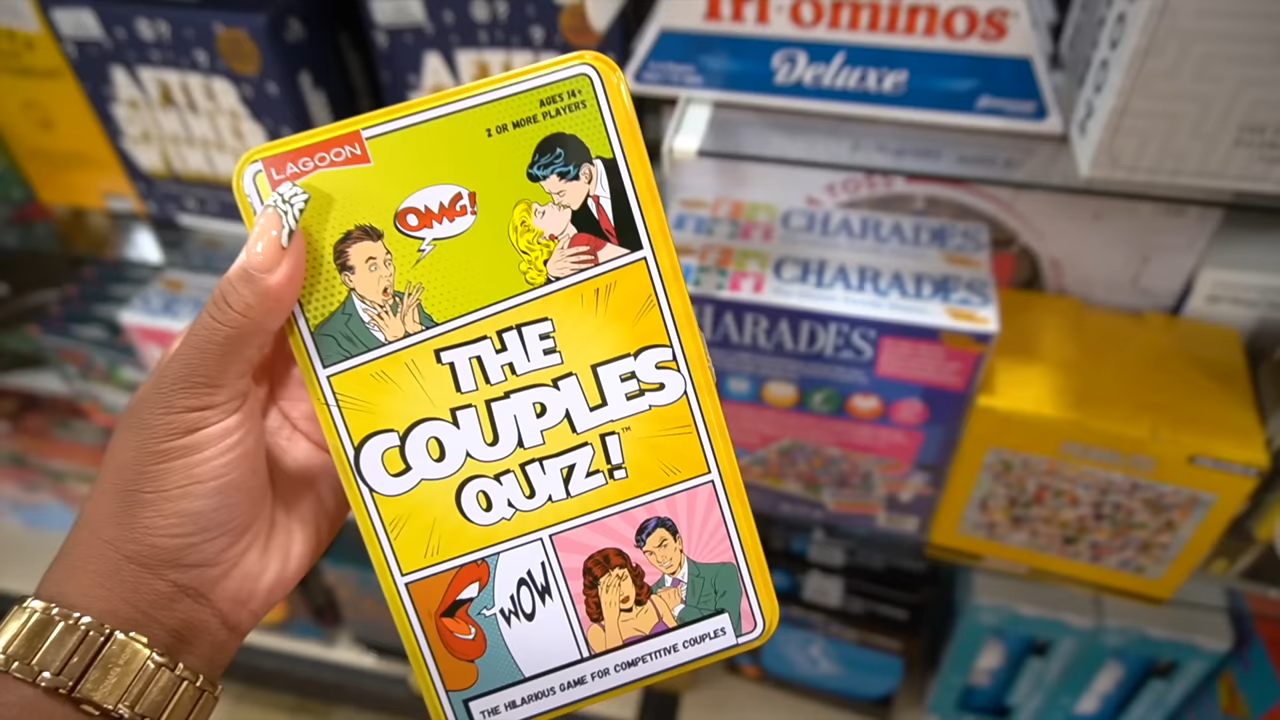 Tri-ominos
Deluxe
AGES 14+
2 OR MORE PLAYERS
LAGOON
OMG!
THE
COUPLES
QUIZ!™
WOW
THE HILARIOUS GAME FOR COMPETITIVE COUPLES
CHARADES
CHARADES
HARADES